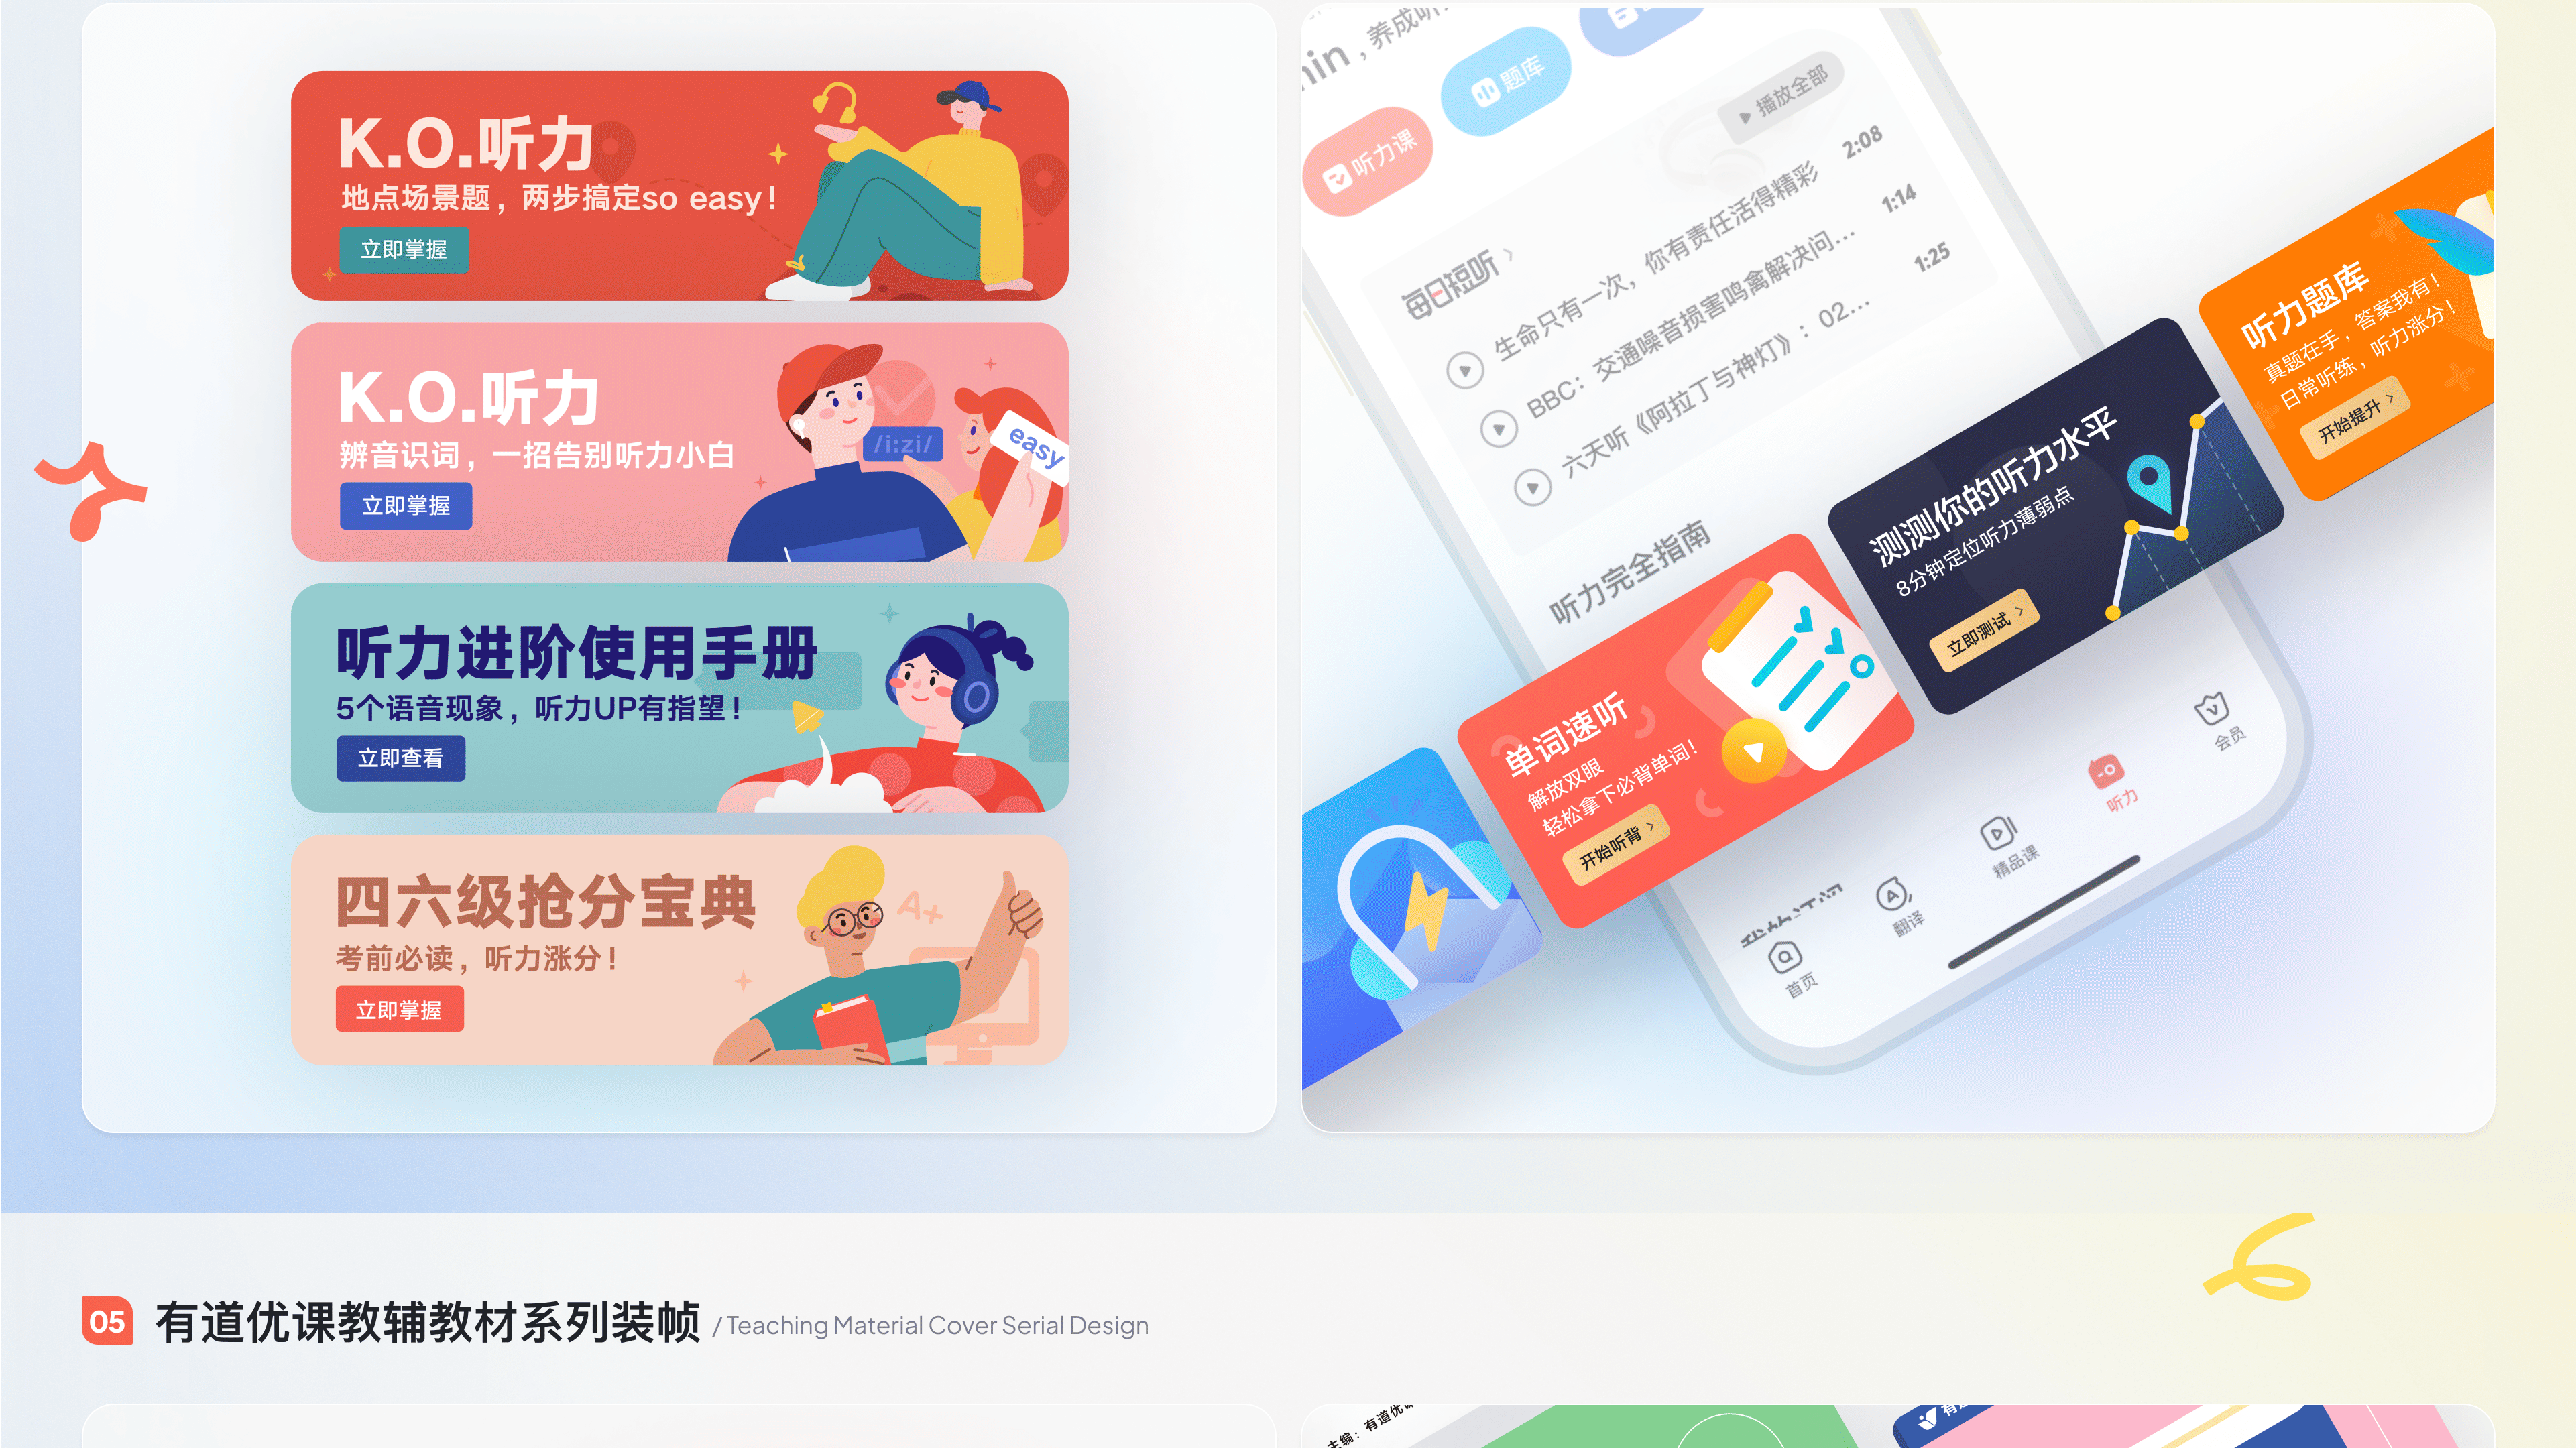 K.O.听力
地点场景题，两步搞定so easy！
立即掌握
K.O.听力
辨音识词，一招告别听力小白
立即掌握
/i:zi/
easy
听力进阶使用手册
5个语音现象，听力UP有指望！
立即查看
四六级抢分宝典
考前必读，听力涨分！
立即掌握
A+
，养成听
听力课
题库
播放全部
每日短听
生命只有一次，你有责任活得精彩
2:08
BBC：交通噪音损害鸣禽解决问...
1:14
六天听《阿拉丁与神灯》：02...
1:25
听力完全指南
单词速听
解放双眼
轻松拿下必背单词！
开始听背
测测你的听力水平
8分钟定位听力薄弱点
立即测试
听力题库
真题在手，答案我有！
日常听练，听力涨分！
开始提升
首页
翻译
精品课
听力
会员
05
有道优课教辅教材系列装帧 / Teaching Material Cover Serial Design
主编：有道优课